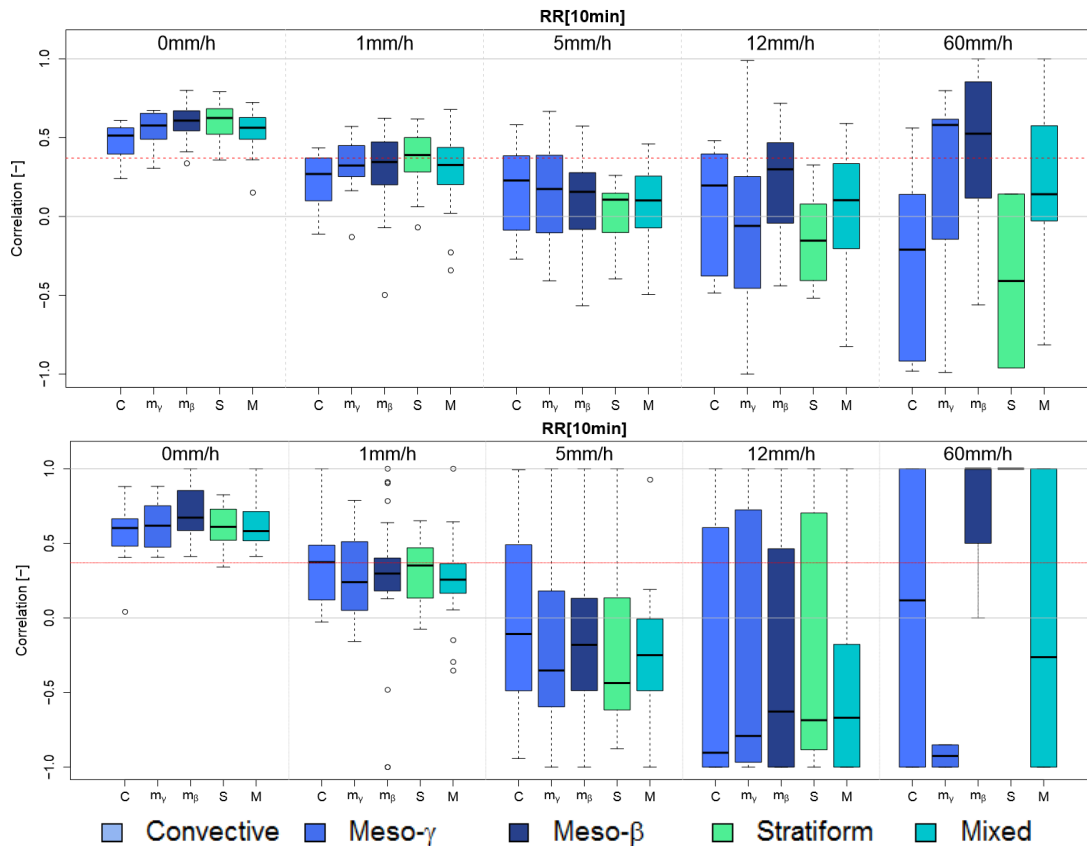 RR[10min]
0mm/h 1mm/h 5mm/h 12mm/h 60mm/h
1.0
0.5
0.0
−0.5
−1.0
Correlation [−]
C mγ mβ S M C mγ mβ S M C mγ mβ S M C mγ mβ S M C mγ mβ S M
RR[10min]
0mm/h 1mm/h 5mm/h 12mm/h 60mm/h
1.0
0.5
0.0
−0.5
−1.0
Correlation [−]
C mγ mβ S M C mγ mβ S M C mγ mβ S M C mγ mβ S M C mγ mβ S M
Convective Meso-γ Meso-β Stratiform Mixed